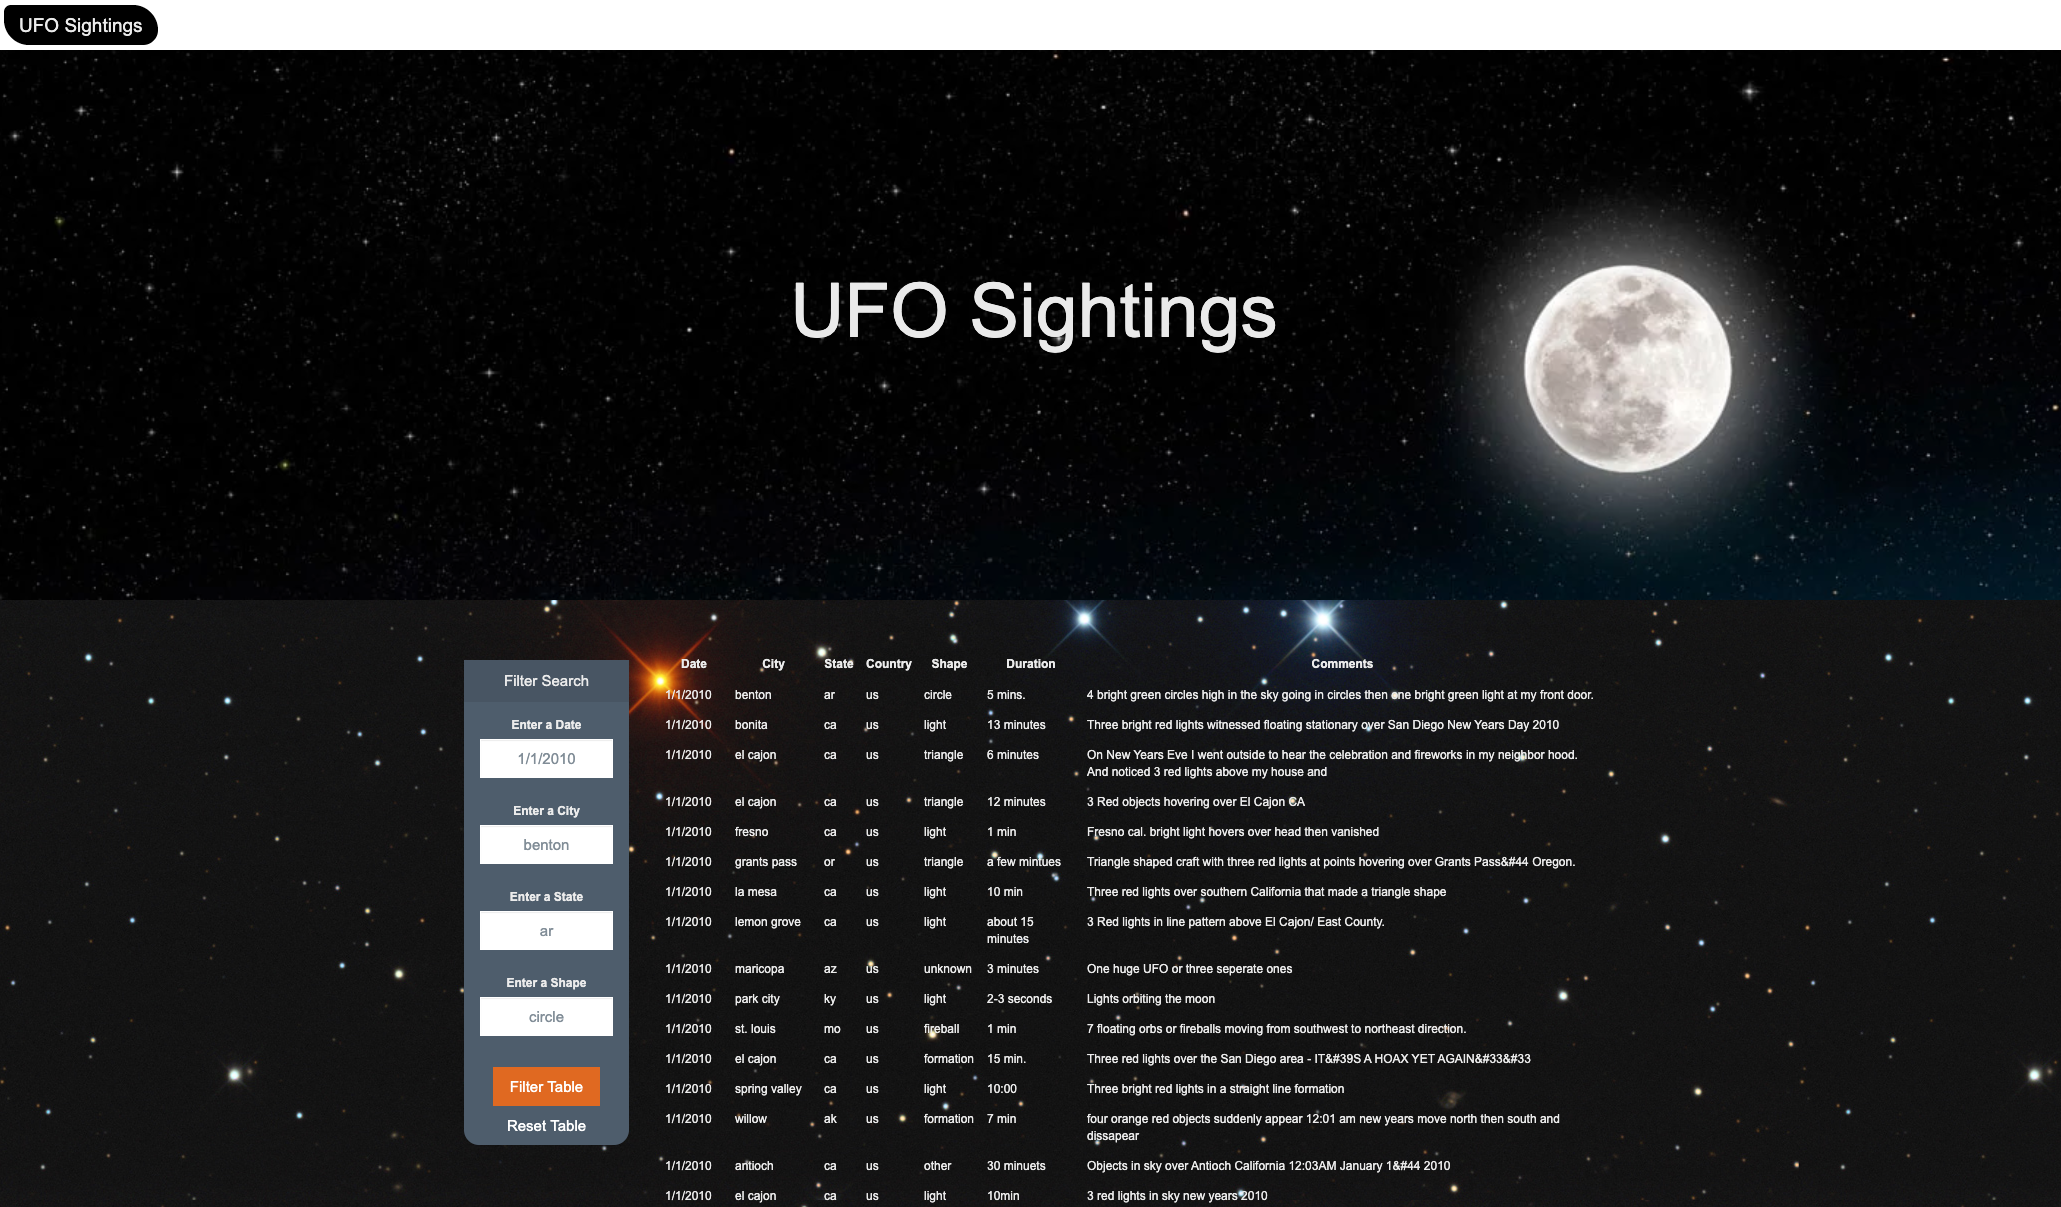 UFO Sightings
UFO Sightings
Filter Search
Enter a Date
1/1/2010
Enter a City
benton
Enter a State
ar
Enter a Shape
circle
Filter Table
Reset Table
Date City State Country Shape Duration Comments
1/1/2010 benton ar us circle 5 mins. 4 bright green circles high in the sky going in circles then one bright green light at my front door.
1/1/2010 bonita ca us light 13 minutes Three bright red lights witnessed floating stationary over San Diego New Years Day 2010
1/1/2010 el cajon ca us triangle 6 minutes On New Years Eve I went outside to hear the celebration and fireworks in my neighbor hood.
And noticed 3 red lights above my house and
1/1/2010 el cajon ca us triangle 12 minutes 3 Red objects hovering over El Cajon CA
1/1/2010 fresno ca us light 1 min Fresno cal. bright light hovers over head then vanished
1/1/2010 grants pass or us triangle a few mintues Triangle shaped craft with three red lights at points hovering over Grants Pass&#44 Oregon.
1/1/2010 la mesa ca us light 10 min Three red lights over southern California that made a triangle shape
1/1/2010 lemon grove ca us light about 15 3 Red lights in line pattern above El Cajon/ East County.
minutes
1/1/2010 maricopa az us unknown 3 minutes One huge UFO or three seperate ones
1/1/2010 park city ky us light 2-3 seconds Lights orbiting the moon
1/1/2010 st. louis mo us fireball 1 min 7 floating orbs or fireballs moving from southwest to northeast direction.
1/1/2010 el cajon ca us formation 15 min. Three red lights over the San Diego area - IT&#39S A HOAX YET AGAIN&#33&#33
1/1/2010 spring valley ca us light 10:00 Three bright red lights in a straight line formation
1/1/2010 willow ak us formation 7 min four orange red objects suddenly appear 12:01 am new years move north then south and
dissapear
1/1/2010 antioch ca us other 30 minuets Objects in sky over Antioch California 12:03AM January 1&#44 2010
1/1/2010 el cajon ca us light 10min 3 red lights in sky new years 2010